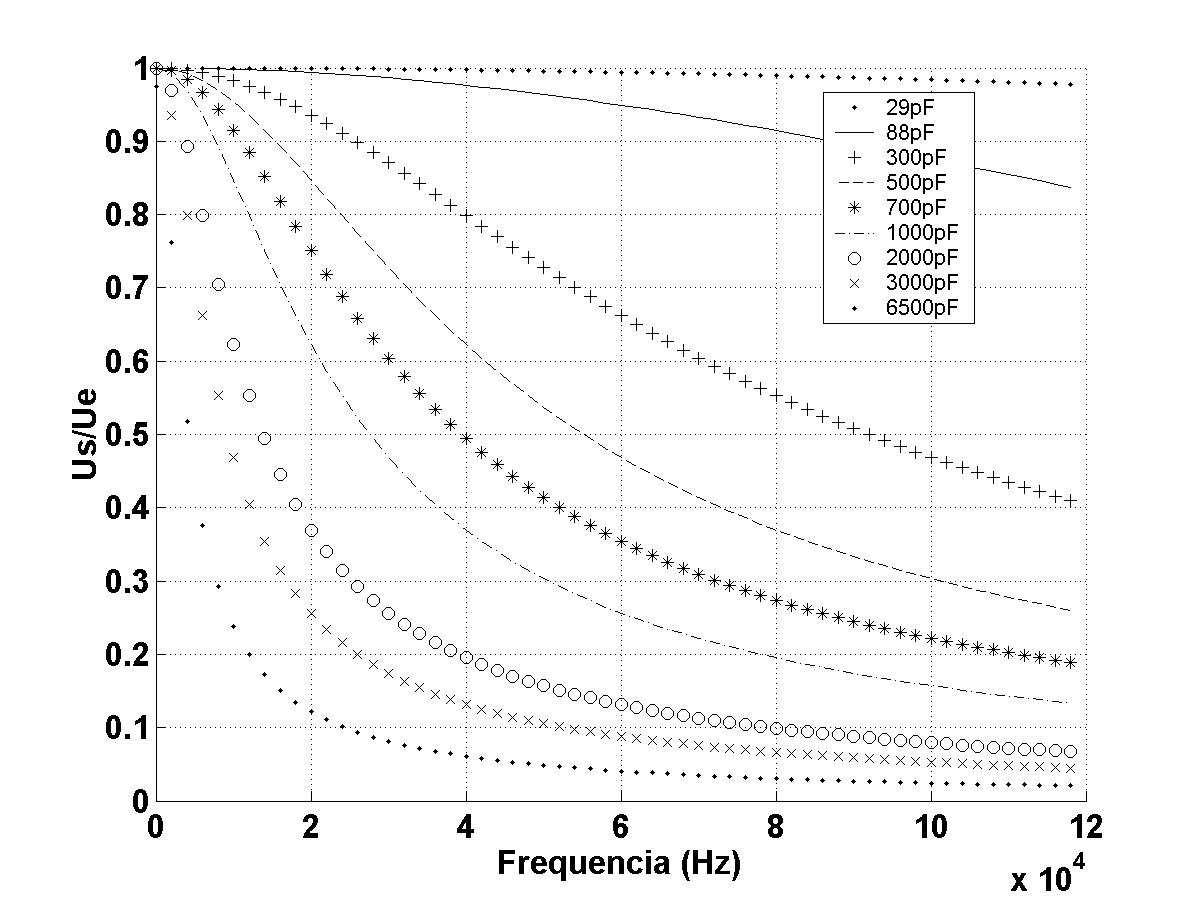 1
0.9
0.8
0.7
0.6
0.5
0.4
0.3
0.2
0.1
0
Us/Ue
29pF
88pF
300pF
500pF
700pF
1000pF
2000pF
3000pF
6500pF
0 2 4 6 8 10 12
Frequencia (Hz)
x 10^4